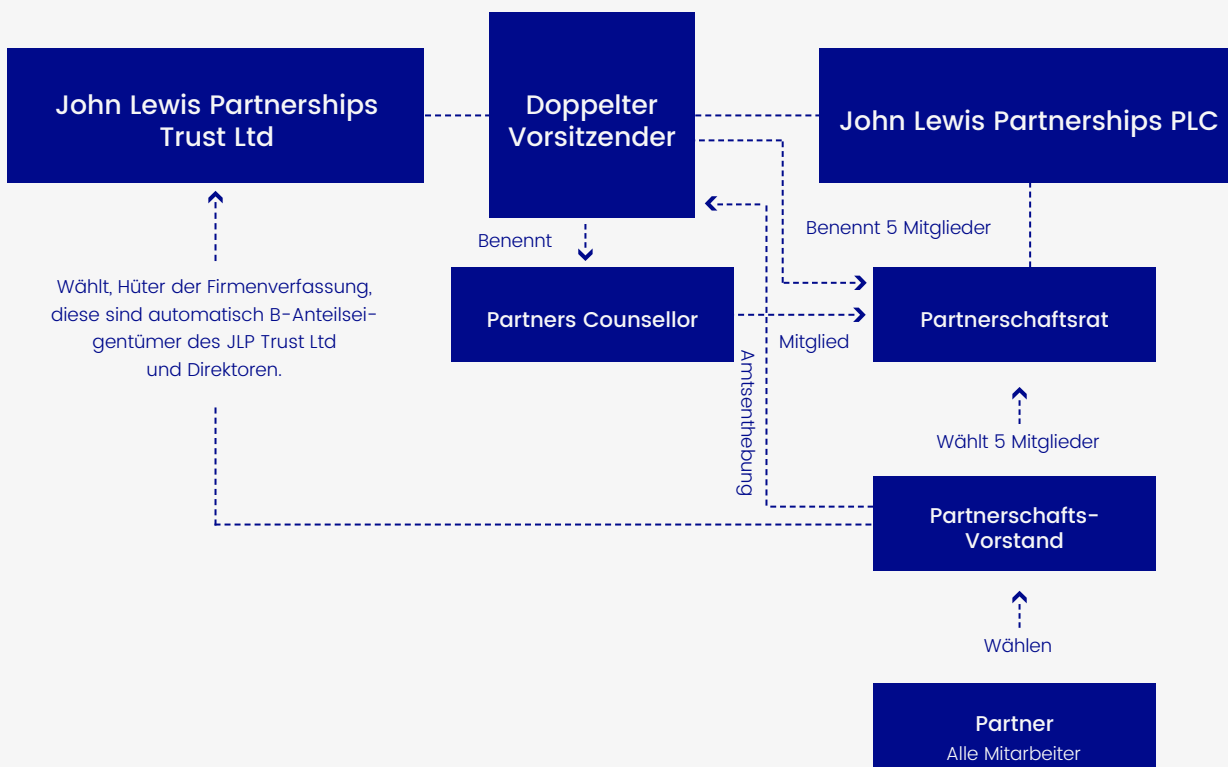 John Lewis Partnerships
Trust Ltd
Doppelter
Vorsitzender
John Lewis Partnerships PLC
Benennt
Benennt 5 Mitglieder
Wählt, Hüter der Firmenverfassung,
diese sind automatisch B-Anteilsei-
gentümer des JLP Trust Ltd
und Direktoren.
Partners Counsellor
Mitglied
Partnerschaftsrat
Amtsenthebung
Wählt 5 Mitglieder
Partnerschafts-
Vorstand
Wählen
Partner
Alle Mitarbeiter